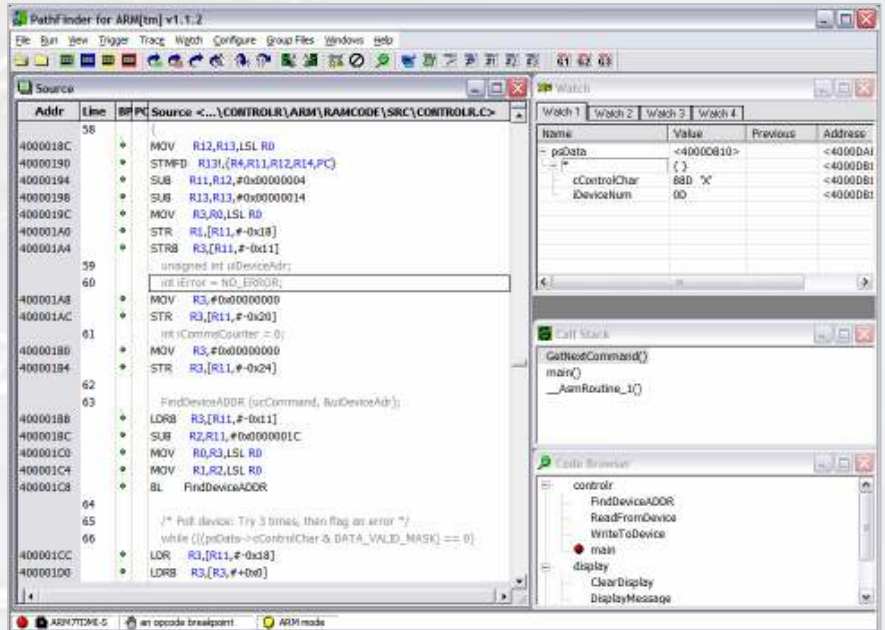 PathFinder for ARM[tm] v1.1.2
File Run View Trigger Trace Watch Configure Group Files Windows Help
Source
Addr Line BP PC Source <...\CONTROLR\ARM\RAMCODE\SRC\CONTROLR.C>
58 {
4000018C MOV R12,R13,LSL R0
40000190 STMFD R13!,{R4,R11,R12,R14,PC}
40000194 SUB R11,R12,#0x00000004
40000198 SUB R13,R13,#0x00000014
4000019C MOV R3,R0,LSL R0
400001A0 STR R1,[R11,#-0x18]
400001A4 STRB R3,[R11,#-0x11]
59 unsigned int uiDeviceAdr;
60 int iError = NO_ERROR;
400001A8 MOV R3,#0x00000000
400001AC STR R3,[R11,#-0x20]
61 int iCommsCounter = 0;
400001B0 MOV R3,#0x00000000
400001B4 STR R3,[R11,#-0x24]
62
63 FindDeviceADDR (ucCommand, &uiDeviceAdr);
400001B8 LDRB R3,[R11,#-0x11]
400001BC SUB R2,R11,#0x0000001C
400001C0 MOV R0,R3,LSL R0
400001C4 MOV R1,R2,LSL R0
400001C8 BL FindDeviceADDR
64
65 /* Poll device: Try 3 times, then flag an error */
66 while (((psData->cControlChar & DATA_VALID_MASK) == 0)
400001CC LDR R3,[R11,#-0x18]
400001D0 LDRB R3,[R3,#+0x0]
Watch
Watch 1 Watch 2 Watch 3 Watch 4
Name Value Previous Address
psData <4000DB10> <4000DAI
* { } <4000DB1
cControlChar 88D 'X' <4000DB1
iDeviceNum 0D <4000DB1
Call Stack
GetNextCommand()
main()
__AsmRoutine_1()
Code Browser
controlr
FindDeviceADDR
ReadFromDevice
WriteToDevice
main
display
ClearDisplay
DisplayMessage
ARM7TDMI-S an opcode breakpoint ARM mode